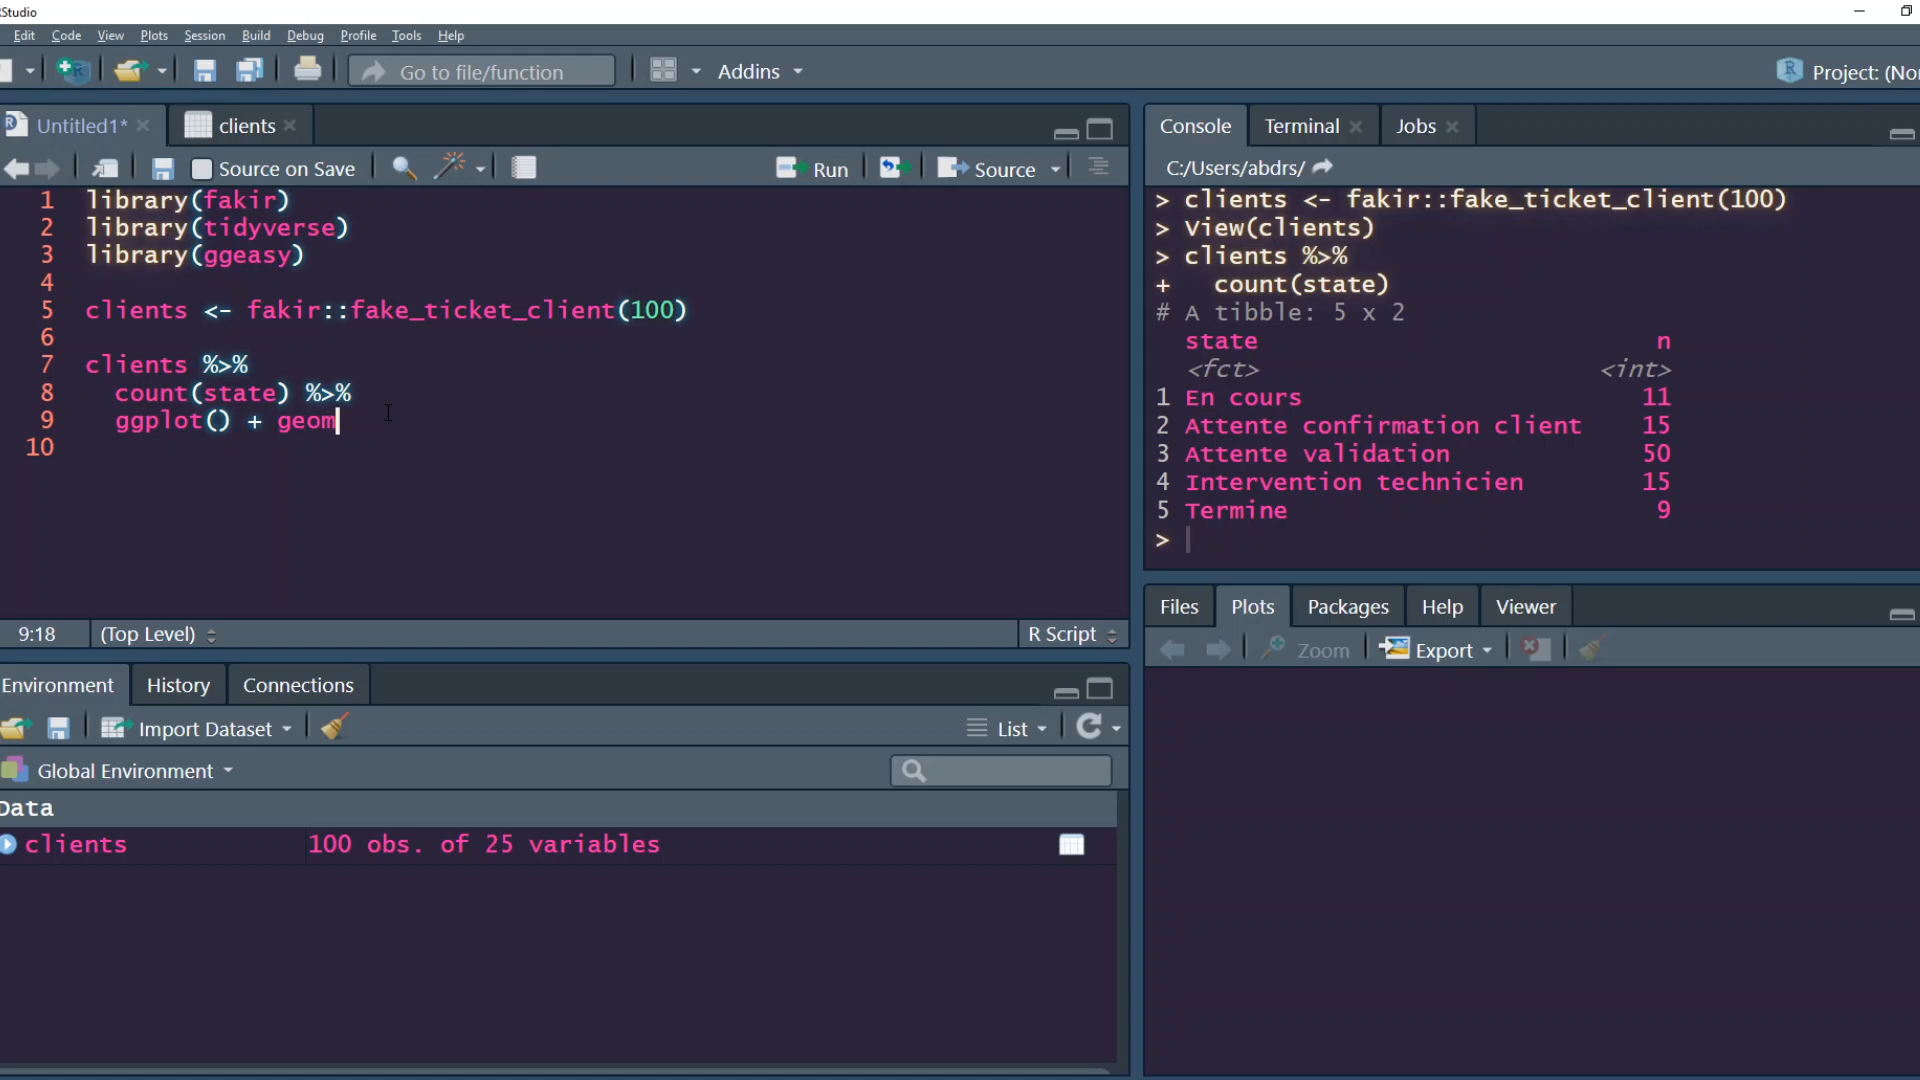 RStudio
Edit Code View Plots Session Build Debug Profile Tools Help
Go to file/function Addins Project: (No
Untitled1* clients
Source on Save Run Source
1 library(fakir)
2 library(tidyverse)
3 library(ggeasy)
4
5 clients <- fakir::fake_ticket_client(100)
6
7 clients %>%
8 count(state) %>%
9 ggplot() + geom
10
9:18 (Top Level) R Script
Environment History Connections
Import Dataset List
Global Environment
Data
clients 100 obs. of 25 variables
Console Terminal Jobs
C:/Users/abdrs/
> clients <- fakir::fake_ticket_client(100)
> View(clients)
> clients %>%
+ count(state)
# A tibble: 5 x 2
state n
<fct> <int>
1 En cours 11
2 Attente confirmation client 15
3 Attente validation 50
4 Intervention technicien 15
5 Termine 9
>
Files Plots Packages Help Viewer
Zoom Export